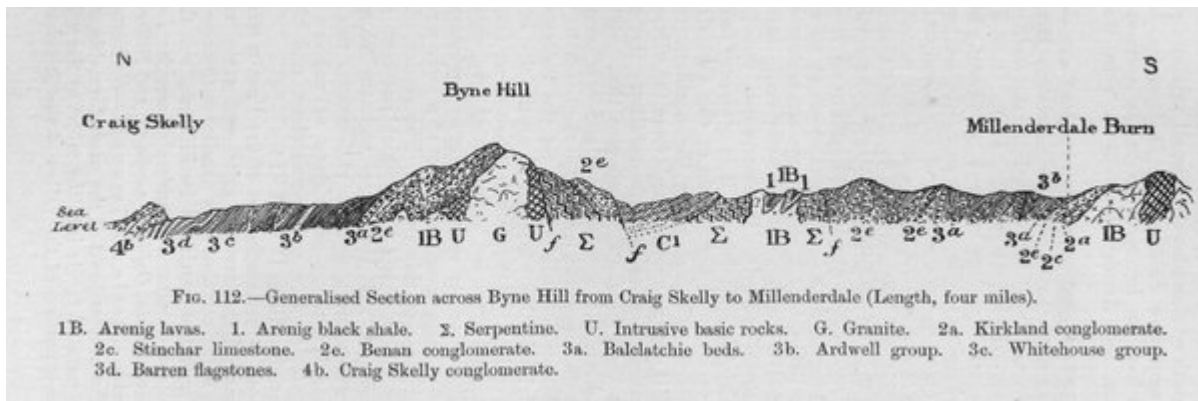 N
S
Byne Hill
Craig Skelly
Millenderdale Burn
2e
1 1B 1
3b
Sea
Level
4b 3d 3c 3b 3a 2e 1B U G U f Σ f C1 Σ 1B Σ f 2e 2e 3a 3a 2e 2c 2a 1B U
FIG. 112.—Generalised Section across Byne Hill from Craig Skelly to Millenderdale (Length, four miles).
1B. Arenig lavas. 1. Arenig black shale. Σ. Serpentine. U. Intrusive basic rocks. G. Granite. 2a. Kirkland conglomerate.
2c. Stinchar limestone. 2e. Benan conglomerate. 3a. Balclatchie beds. 3b. Ardwell group. 3c. Whitehouse group.
3d. Barren flagstones. 4b. Craig Skelly conglomerate.